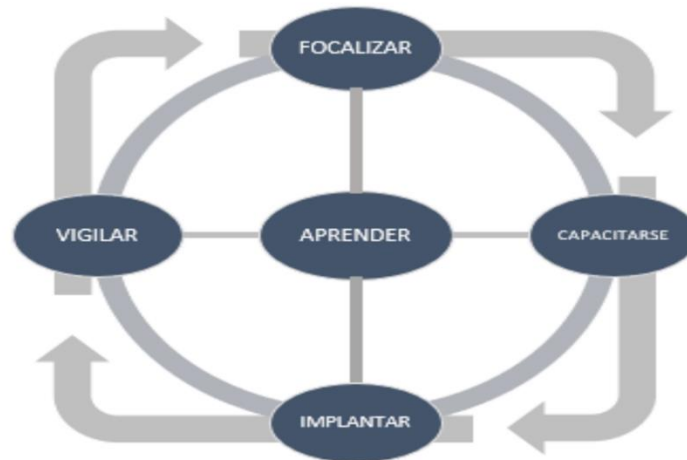 FOCALIZAR
VIGILAR
APRENDER
CAPACITARSE
IMPLANTAR